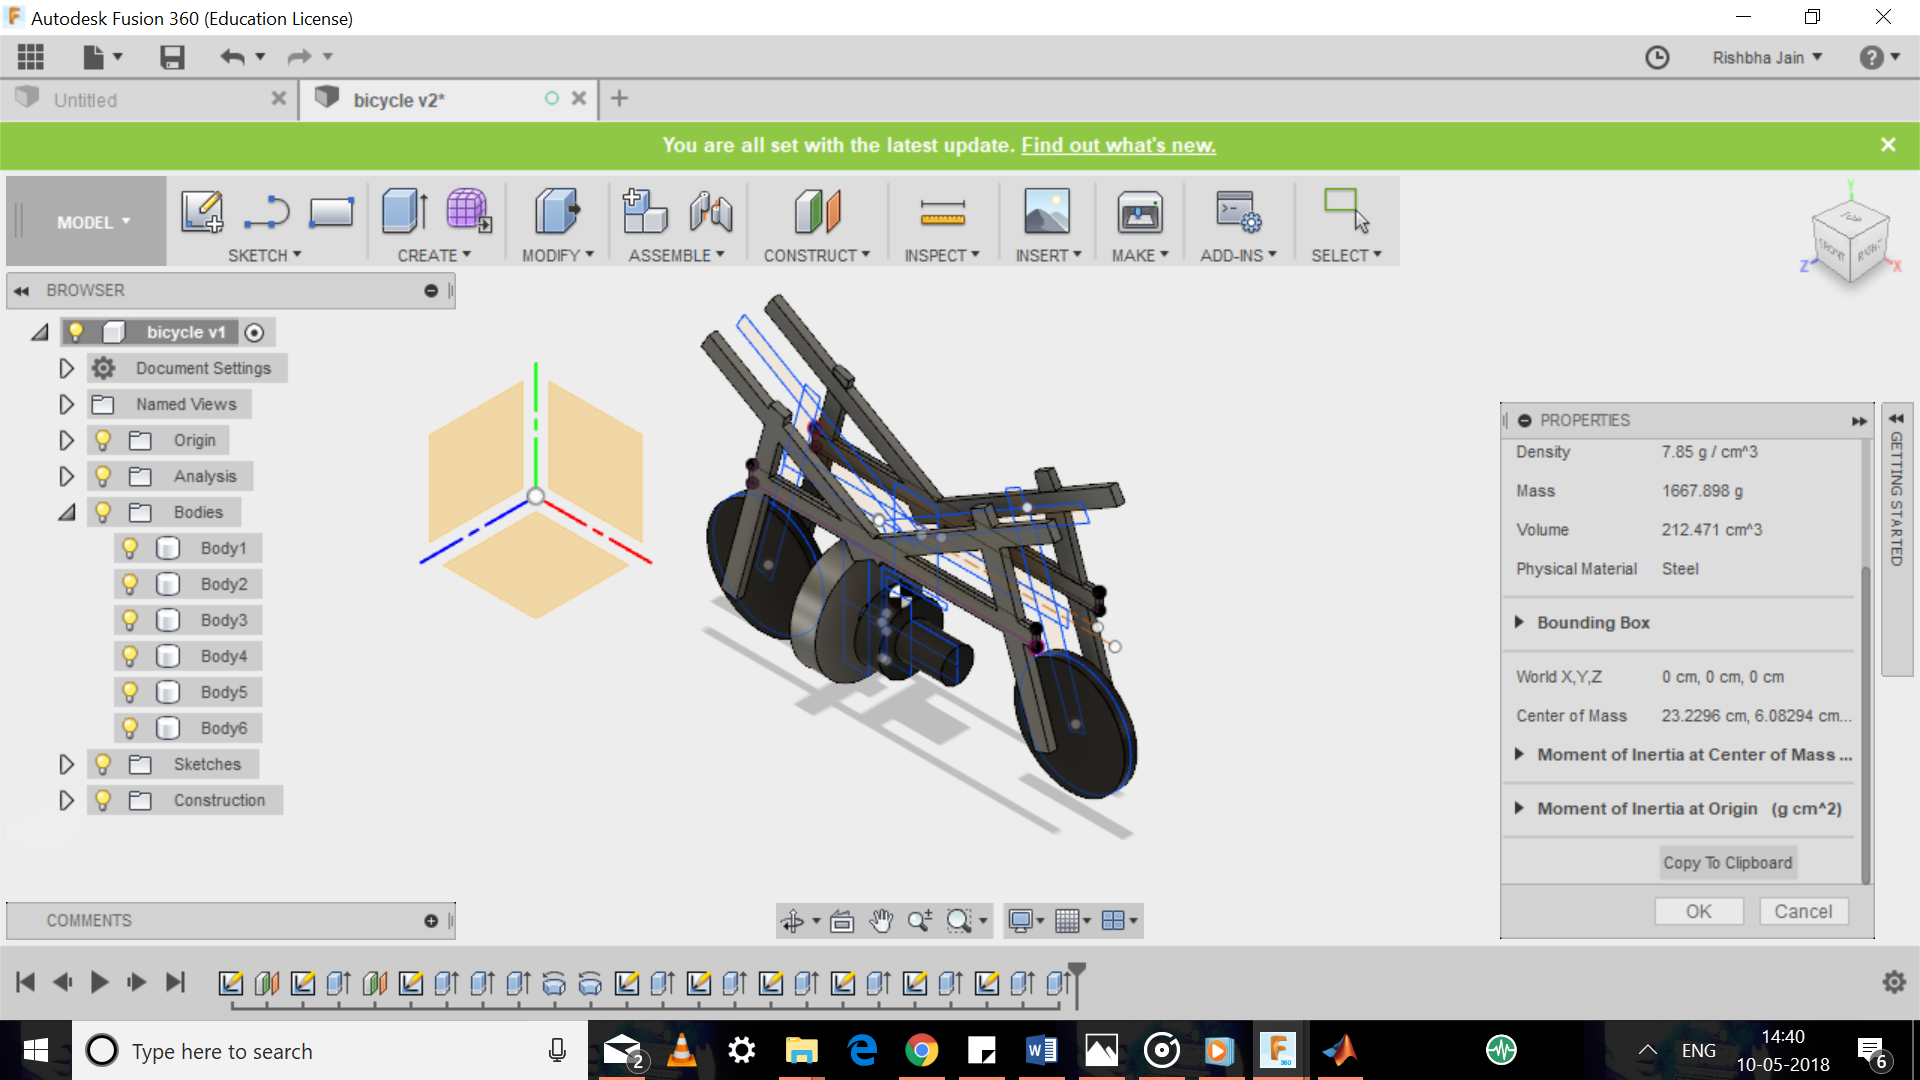 Autodesk Fusion 360 (Education License)
Rishbha Jain
Untitled
bicycle v2*
You are all set with the latest update. Find out what's new.
MODEL
SKETCH
CREATE
MODIFY
ASSEMBLE
CONSTRUCT
INSPECT
INSERT
MAKE
ADD-INS
SELECT
Y
TOP
FRONT
RIGHT
Z
X
BROWSER
bicycle v1
Document Settings
Named Views
Origin
Analysis
Bodies
Body1
Body2
Body3
Body4
Body5
Body6
Sketches
Construction
PROPERTIES
Density 7.85 g / cm^3
Mass 1667.898 g
Volume 212.471 cm^3
Physical Material Steel
Bounding Box
World X,Y,Z 0 cm, 0 cm, 0 cm
Center of Mass 23.2296 cm, 6.08294 cm...
Moment of Inertia at Center of Mass ...
Moment of Inertia at Origin (g cm^2)
Copy To Clipboard
OK Cancel
GETTING STARTED
COMMENTS
Type here to search
2
F
360
ENG
14:40
10-05-2018
6